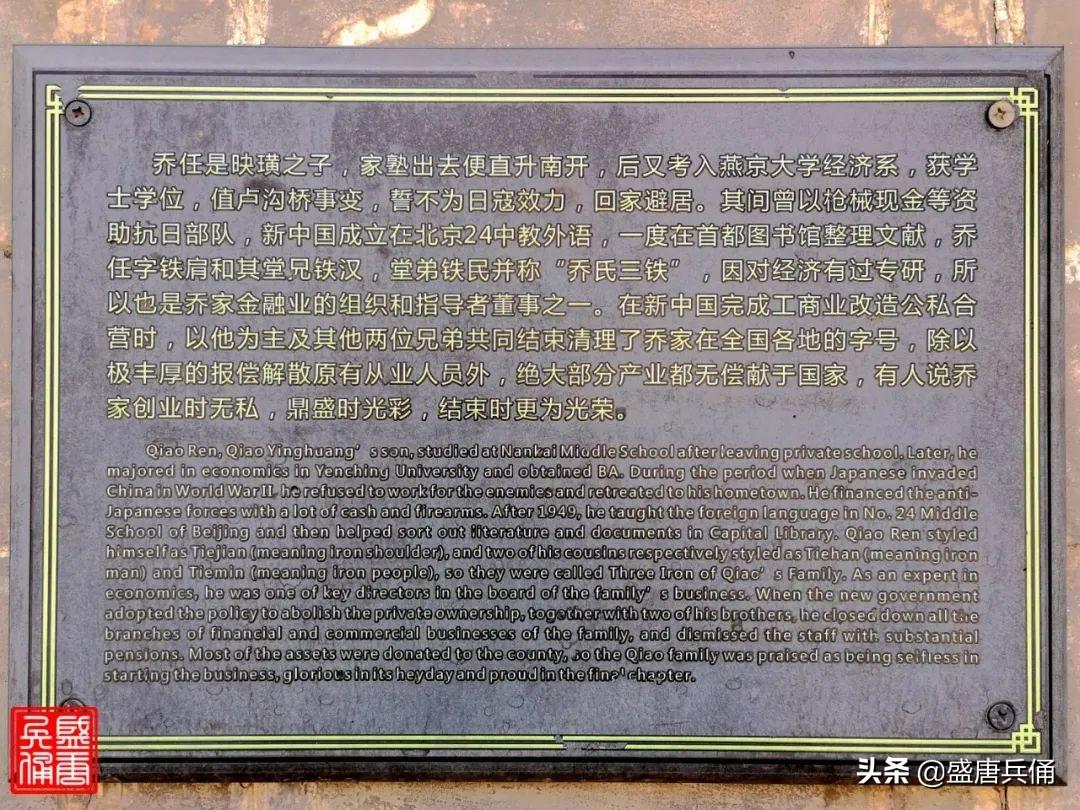 乔任是映璜之子，家塾出去便直升南开，后又考入燕京大学经济系，获学
士学位，值卢沟桥事变，誓不为日寇效力，回家避居。其间曾以枪械现金等资
助抗日部队，新中国成立在北京24中教外语，一度在首都图书馆整理文献，乔
任字铁肩和其堂兄铁汉，堂弟铁民并称“乔氏三铁”，因对经济有过专研，所
以也是乔家金融业的组织和指导者董事之一。在新中国完成工商业改造公私合
营时，以他为主及其他两位兄弟共同结束清理了乔家在全国各地的字号，除以
极丰厚的报偿解散原有从业人员外，绝大部分产业都无偿献于国家，有人说乔
家创业时无私，鼎盛时光彩，结束时更为光荣。
Qiao Ren, Qiao Yinghuang's son, studied at Nankai Middle School after leaving private school. Later, he
majored in economics in Yenching University and obtained BA. During the period when Japanese invaded
China in World War II he refused to work for the enemies and retreated to his hometown. He financed the anti-
Japanese forces with a lot of cash and firearms. After 1949, he taught the foreign language in No. 24 Middle
School of Beijing and then helped sort out literature and documents in Capital Library. Qiao Ren styled
himself as Tiejian (meaning iron shoulder), and two of his cousins respectively styled as Tiehan (meaning iron
man) and Tiemin (meaning iron people), so they were called Three Iron of Qiao's Family. As an expert in
economics, he was one of key directors in the board of the family's business. When the new government
adopted the policy to abolish the private ownership, together with two of his brothers, he closed down all the
branches of financial and commercial businesses of the family, and dismissed the staff with substantial
pensions. Most of the assets were donated to the county, so the Qiao family was praised as being selfless in
starting the business, glorious in its heyday and proud in the final chapter.
盛唐兵俑
头条 @盛唐兵俑